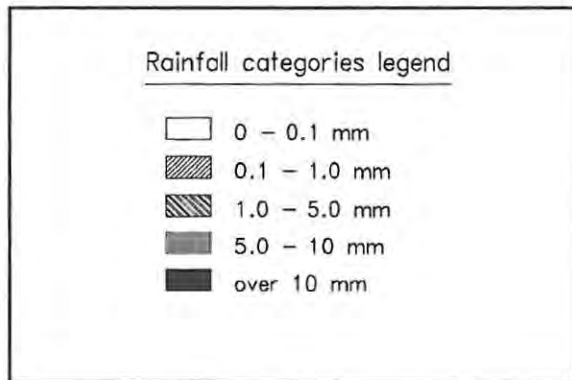 Rainfall categories legend
0 – 0.1 mm
0.1 – 1.0 mm
1.0 – 5.0 mm
5.0 – 10 mm
over 10 mm